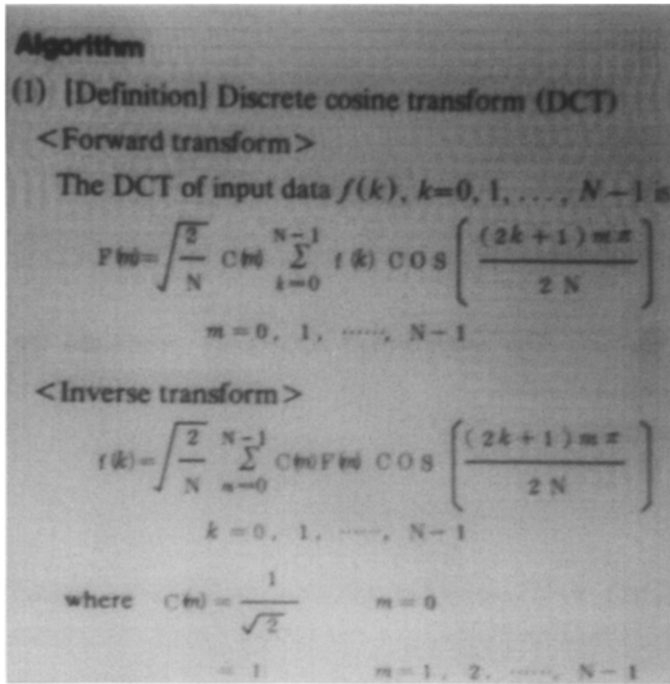 Algorithm
(1) [Definition] Discrete cosine transform (DCT)
<Forward transform>
The DCT of input data f(k), k=0, 1, ..., N−1 is
F(m)=√(2/N) C(m) Σ_{k=0}^{N−1} f(k) COS [((2k+1)mπ)/(2N)]
m=0, 1, ......, N−1
<Inverse transform>
f(k)=√(2/N) Σ_{m=0}^{N−1} C(m)F(m) COS [((2k+1)mπ)/(2N)]
k=0, 1, ......, N−1
where C(m) = 1/√2 m=0
= 1 m=1, 2, ......, N−1